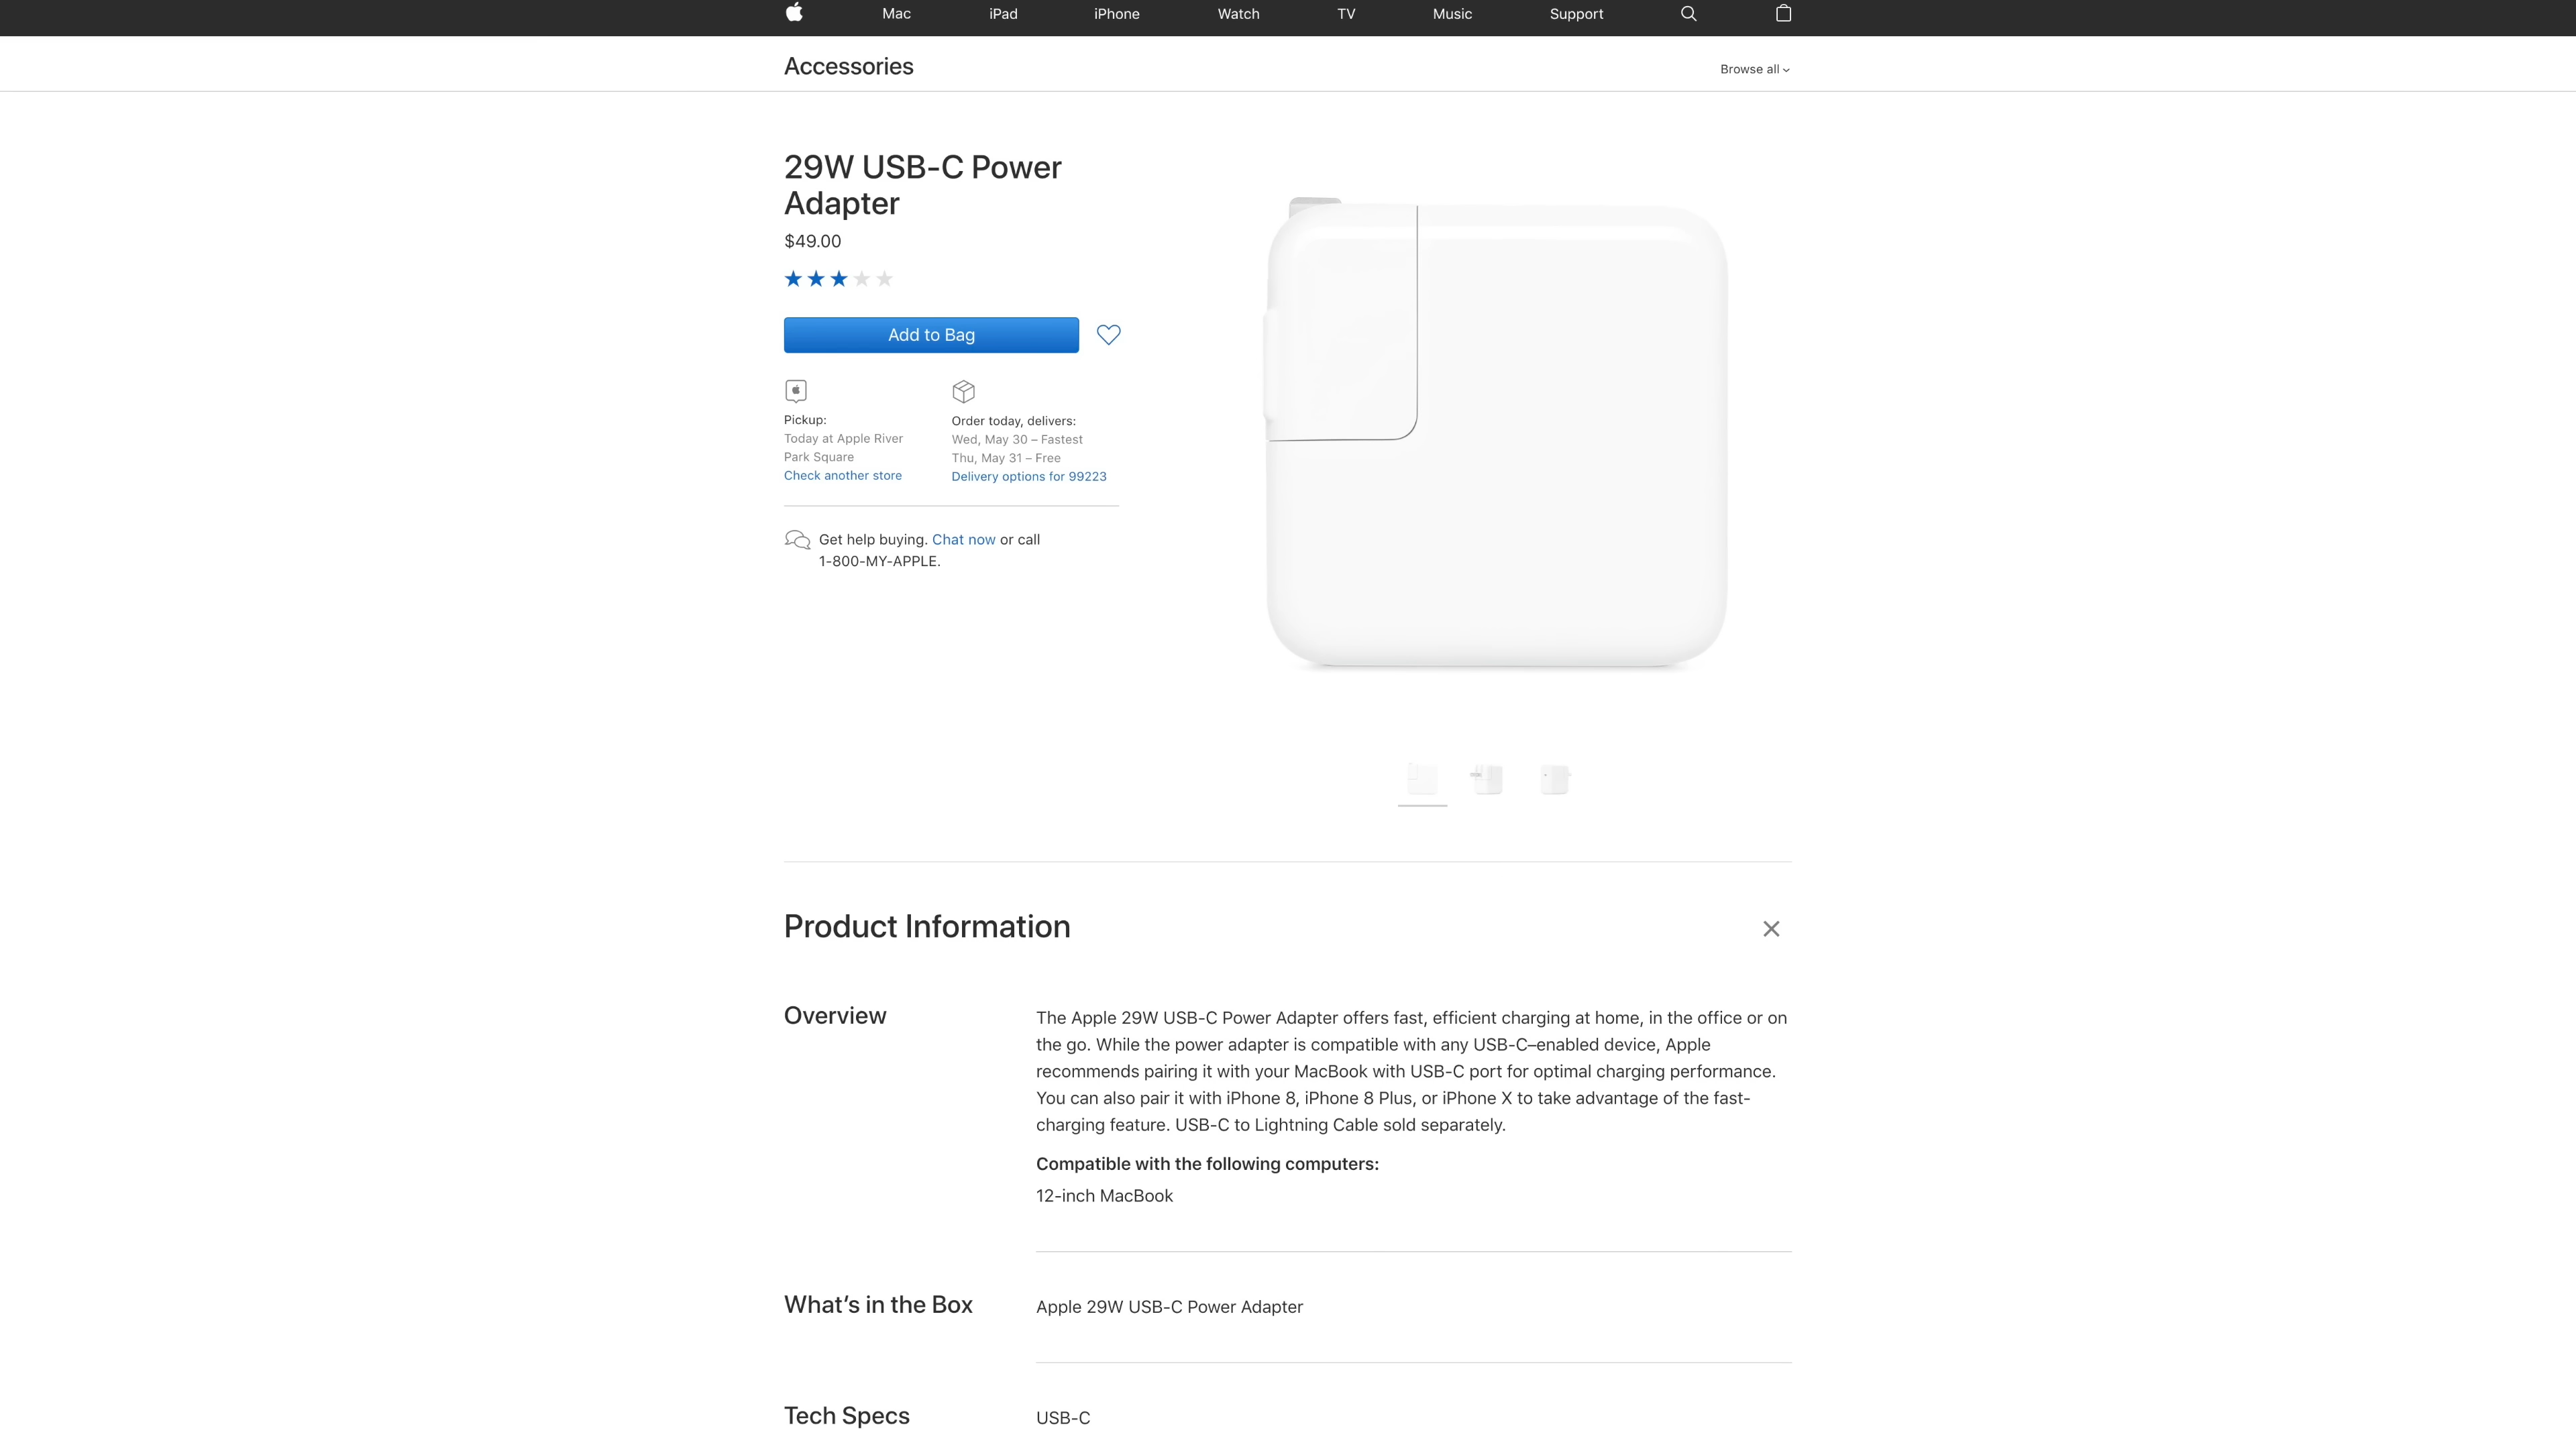 Mac iPad iPhone Watch TV Music Support
Accessories
Browse all
29W USB-C Power
Adapter
$49.00
Add to Bag
Pickup:
Today at Apple River
Park Square
Check another store
Order today, delivers:
Wed, May 30 – Fastest
Thu, May 31 – Free
Delivery options for 99223
Get help buying. Chat now or call
1-800-MY-APPLE.
Product Information
Overview
The Apple 29W USB-C Power Adapter offers fast, efficient charging at home, in the office or on
the go. While the power adapter is compatible with any USB-C–enabled device, Apple
recommends pairing it with your MacBook with USB-C port for optimal charging performance.
You can also pair it with iPhone 8, iPhone 8 Plus, or iPhone X to take advantage of the fast-
charging feature. USB-C to Lightning Cable sold separately.
Compatible with the following computers:
12-inch MacBook
What’s in the Box
Apple 29W USB-C Power Adapter
Tech Specs
USB-C